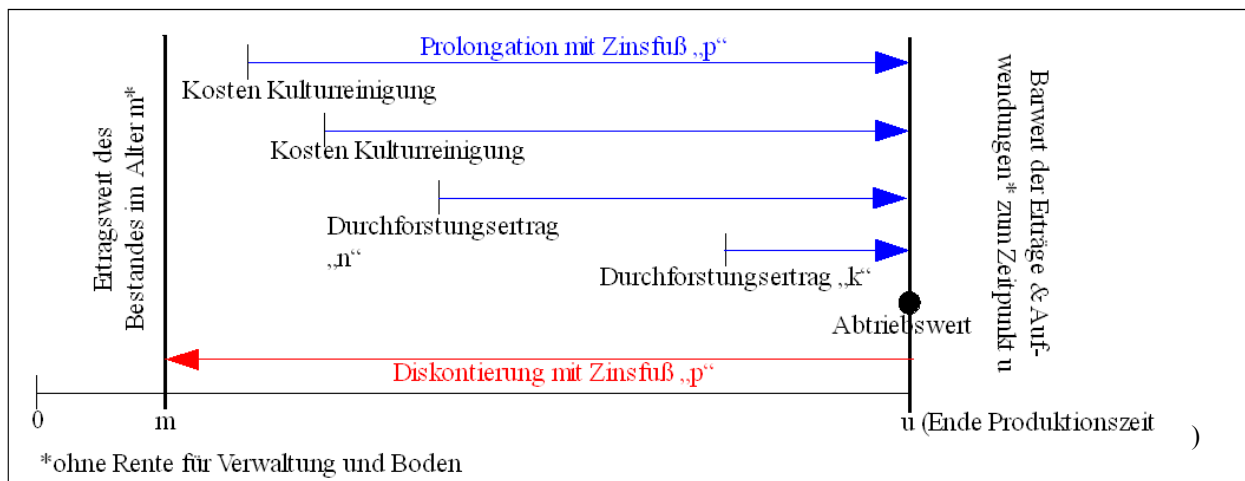 Prolongation mit Zinsfuß „p“
Kosten Kulturreinigung
Kosten Kulturreinigung
Durchforstungsertrag
„n“
Durchforstungsertrag „k“
Abtriebswert
Diskontierung mit Zinsfuß „p“
Ertragswert des
Bestandes im Alter m*
Barwert der Erträge & Auf-
wendungen* zum Zeitpunkt u
0
m
u (Ende Produktionszeit )
*ohne Rente für Verwaltung und Boden